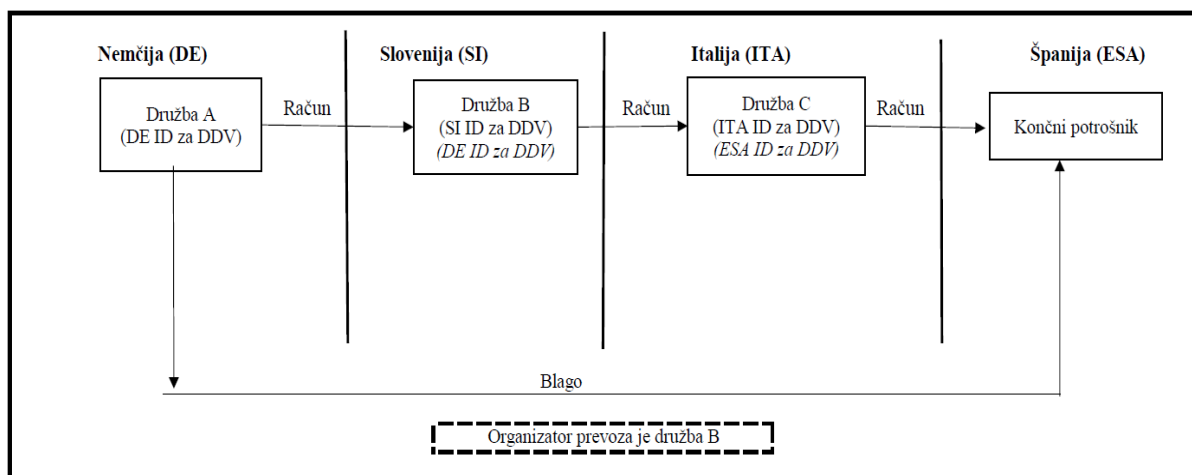 Nemčija (DE)
Slovenija (SI)
Italija (ITA)
Španija (ESA)
Družba A
(DE ID za DDV)
Račun
Družba B
(SI ID za DDV)
(DE ID za DDV)
Račun
Družba C
(ITA ID za DDV)
(ESA ID za DDV)
Račun
Končni potrošnik
Blago
Organizator prevoza je družba B